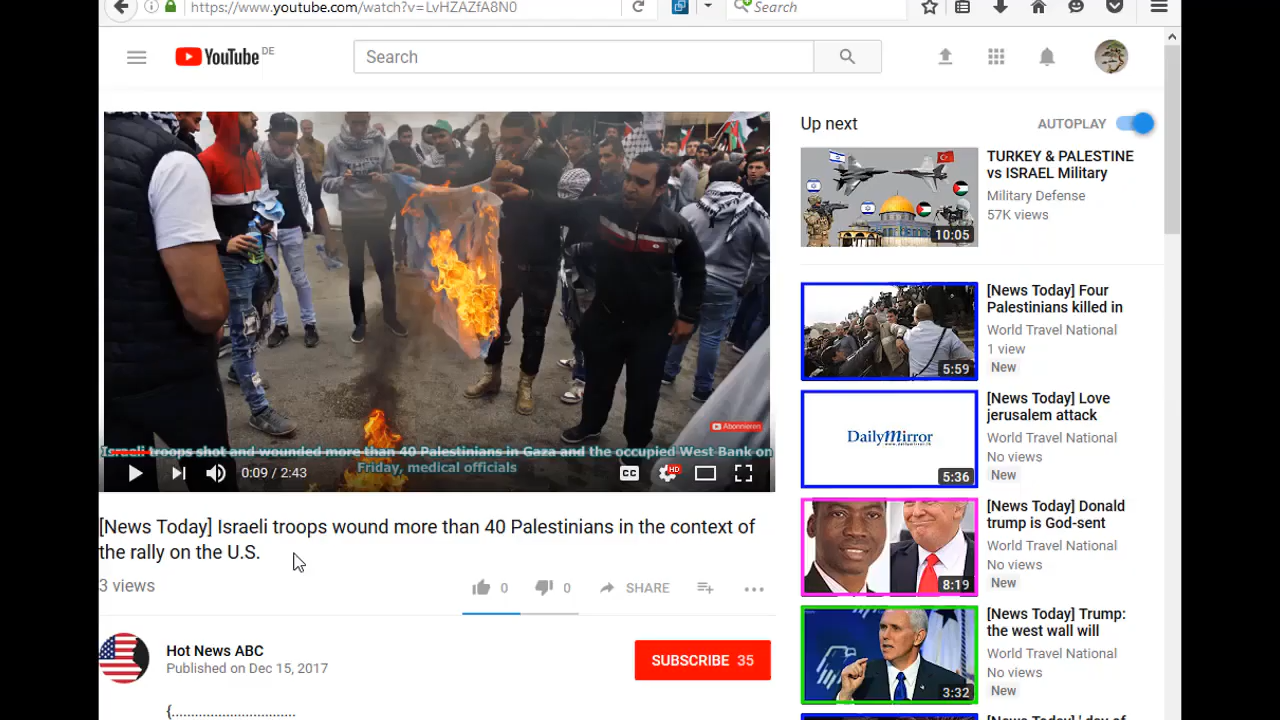 https://www.youtube.com/watch?v=LvHZAZfA8N0
Search
YouTube DE
Search
Up next
AUTOPLAY
TURKEY & PALESTINE
vs ISRAEL Military
Military Defense
57K views
10:05
[News Today] Four
Palestinians killed in
World Travel National
1 view
New
5:59
[News Today] Love
jerusalem attack
World Travel National
No views
New
DailyMirror
5:36
[News Today] Donald
trump is God-sent
World Travel National
No views
New
8:19
[News Today] Trump:
the west wall will
World Travel National
No views
New
3:32
[News Today] ' day of
Abonnieren
Israeli troops shot and wounded more than 40 Palestinians in Gaza and the occupied West Bank on
Friday, medical officials
0:09 / 2:43
CC
HD
[News Today] Israeli troops wound more than 40 Palestinians in the context of
the rally on the U.S.
3 views
0
0
SHARE
Hot News ABC
Published on Dec 15, 2017
SUBSCRIBE 35
{................................